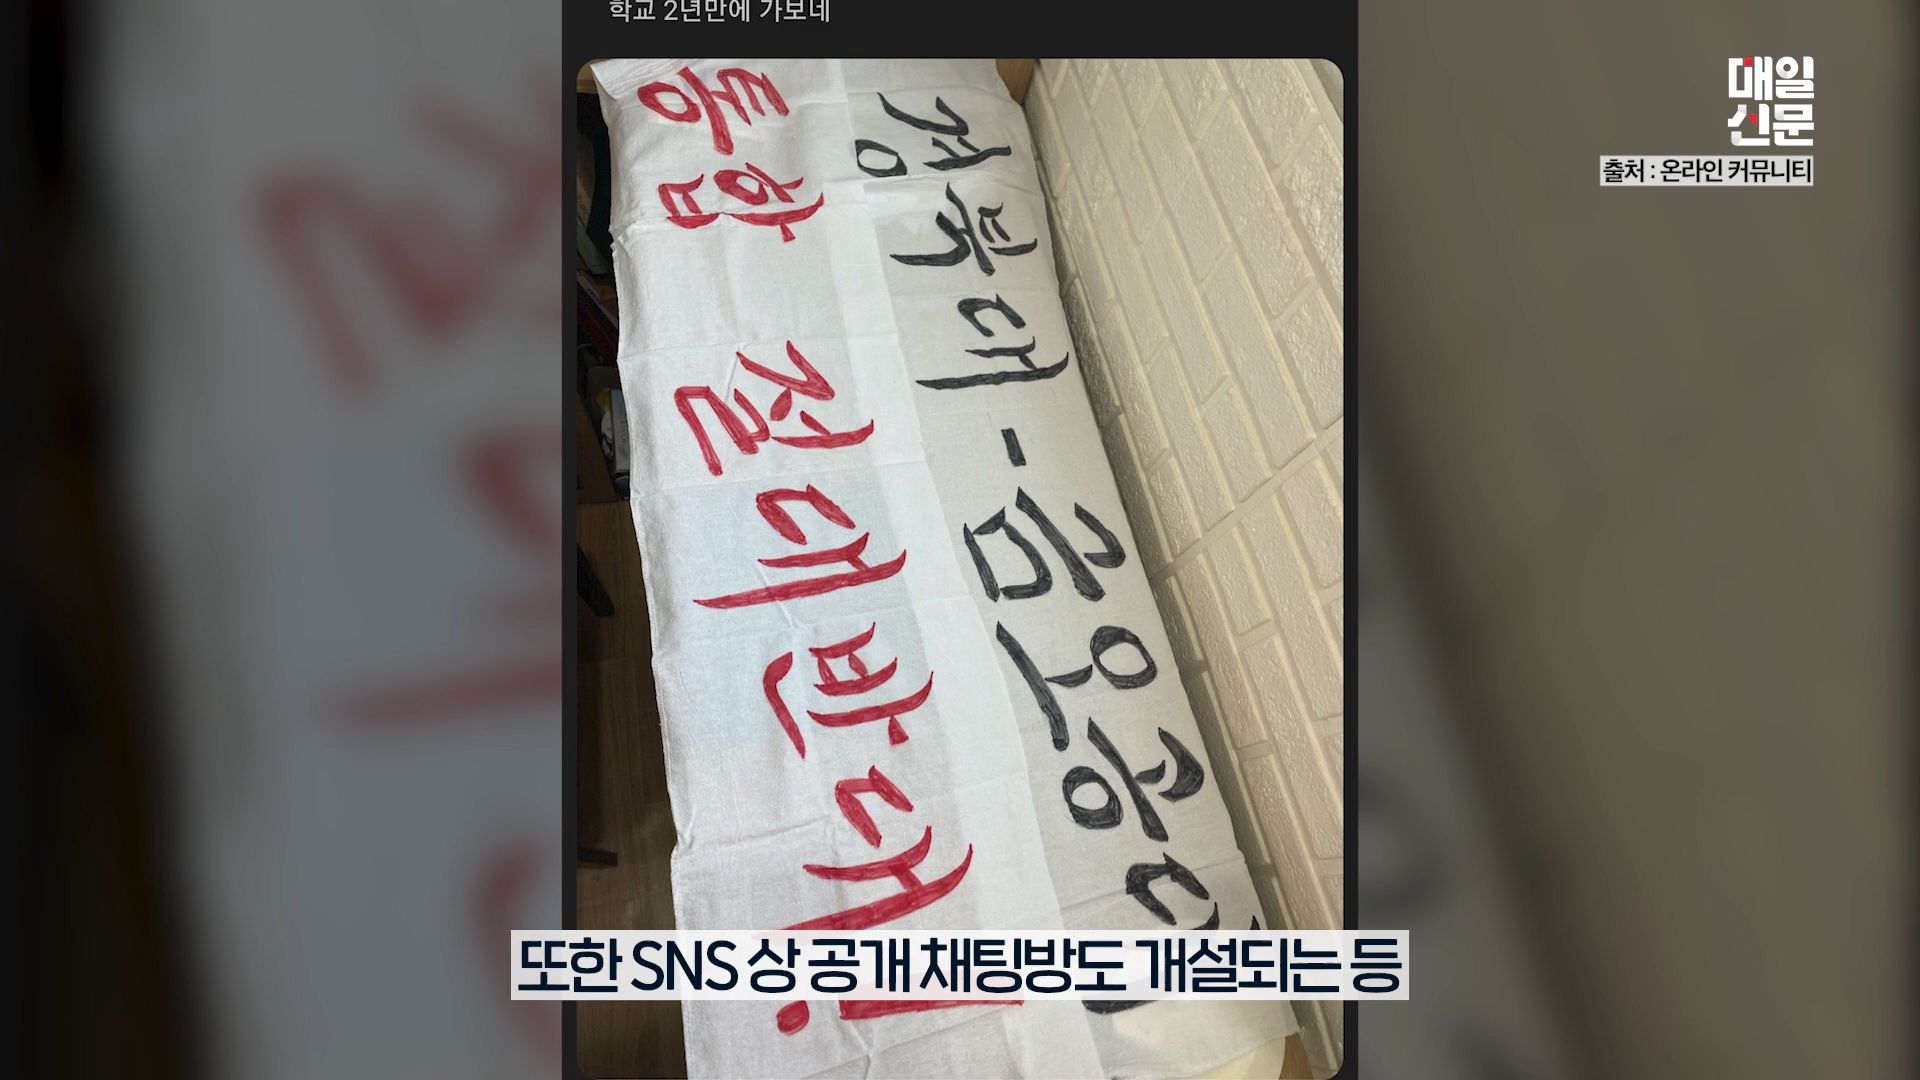 학교 2년만에 가보네
매일
신문
출처 : 온라인 커뮤니티
경북대-금오공대
통합 절대반대!
또한 SNS 상 공개 채팅방도 개설되는 등